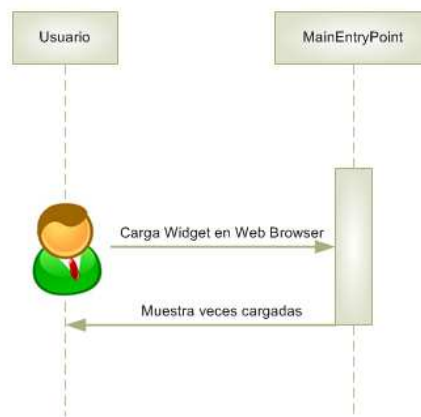 Usuario
MainEntryPoint
Carga Widget en Web Browser
Muestra veces cargadas